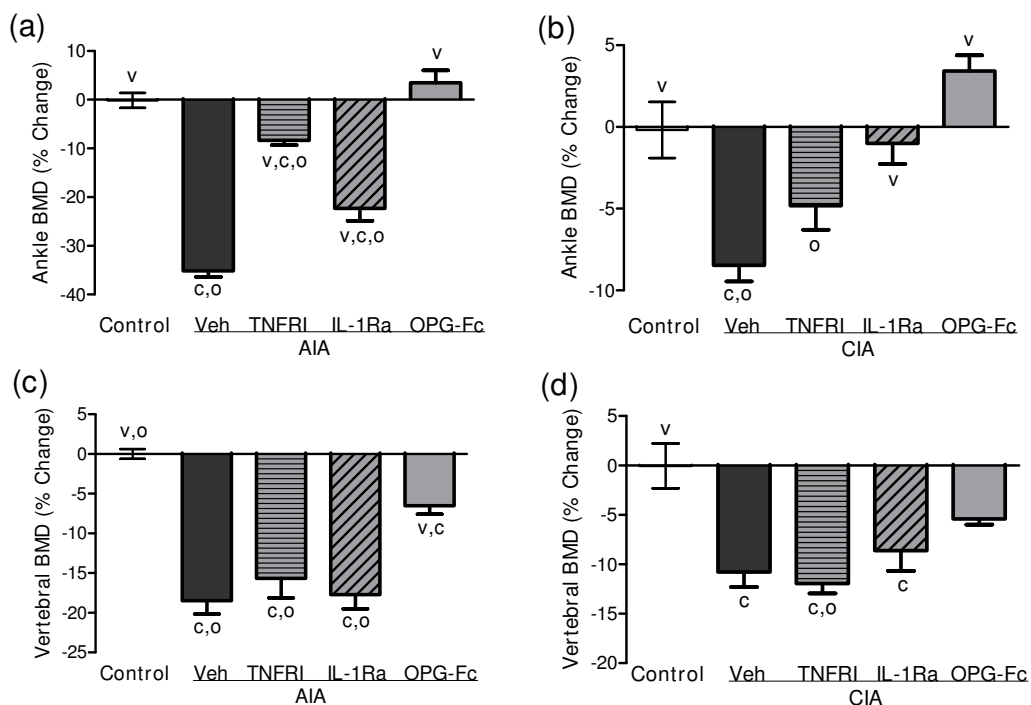 (a)
Ankle BMD (% Change)
10
0
-10
-20
-30
-40
v
c,o
v,c,o
v,c,o
v
Control Veh TNFRI IL-1Ra OPG-Fc
AIA
(b)
Ankle BMD (% Change)
5
0
-5
-10
v
c,o
o
v
v
Control Veh TNFRI IL-1Ra OPG-Fc
CIA
(c)
Vertebral BMD (% Change)
5
0
-5
-10
-15
-20
-25
v,o
c,o
c,o
c,o
v,c
Control Veh TNFRI IL-1Ra OPG-Fc
AIA
(d)
Vertebral BMD (% Change)
5
0
-5
-10
-15
-20
v
c
c,o
c
Control Veh TNFRI IL-1Ra OPG-Fc
CIA